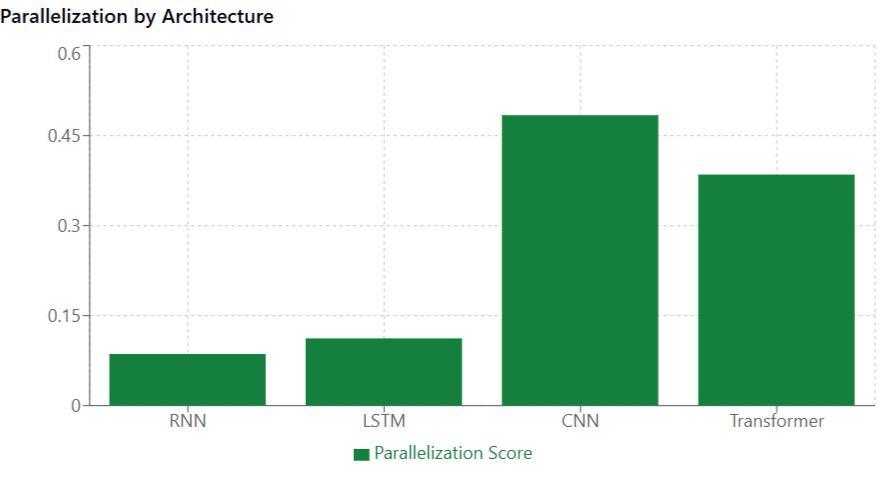 Parallelization by Architecture
0.6
0.45
0.3
0.15
0
RNN LSTM CNN Transformer
Parallelization Score